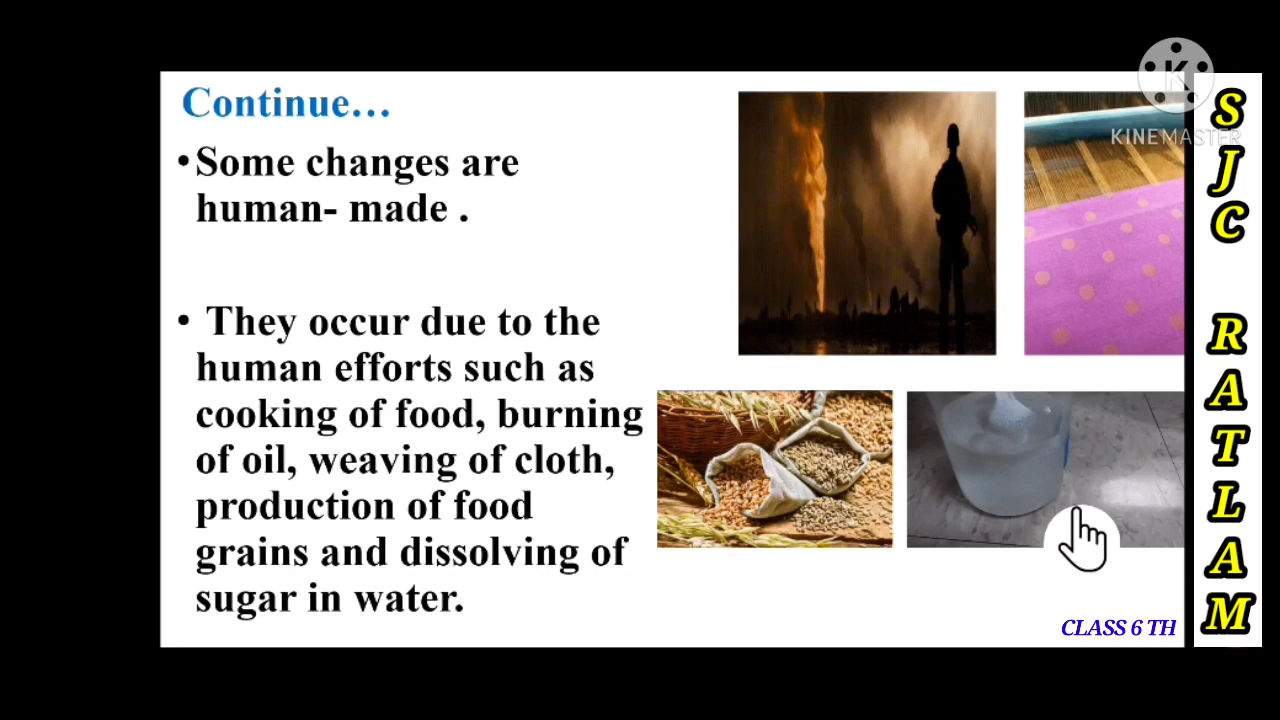 Continue…
•Some changes are
human- made .
• They occur due to the
human efforts such as
cooking of food, burning
of oil, weaving of cloth,
production of food
grains and dissolving of
sugar in water.
K
KINEMASTER
CLASS 6 TH
SJC RATLAM